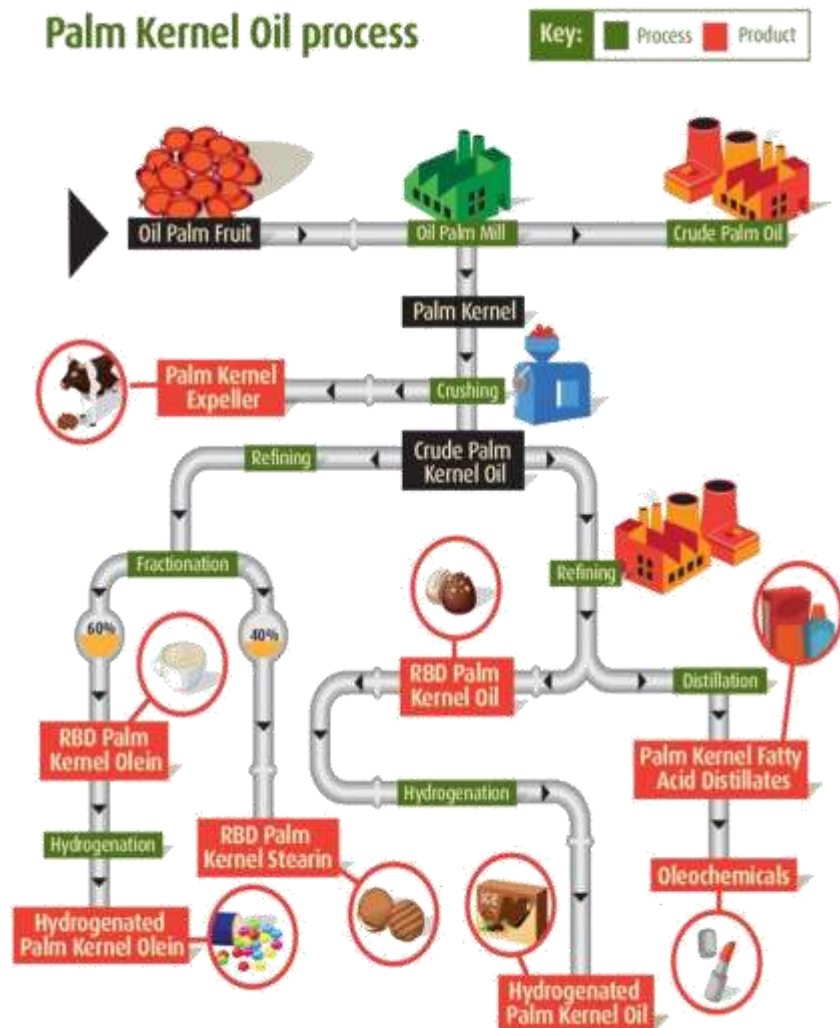 Palm Kernel Oil process
Key: Process Product
Oil Palm Fruit
Oil Palm Mill
Crude Palm Oil
Palm Kernel
Palm Kernel
Expeller
Crushing
Refining
Crude Palm
Kernel Oil
Fractionation
Refining
60%
40%
RBD Palm
Kernel Oil
Distillation
RBD Palm
Kernel Olein
Palm Kernel Fatty
Acid Distillates
Hydrogenation
Hydrogenation
RBD Palm
Kernel Stearin
Oleochemicals
Hydrogenated
Palm Kernel Olein
ICE
Hydrogenated
Palm Kernel Oil